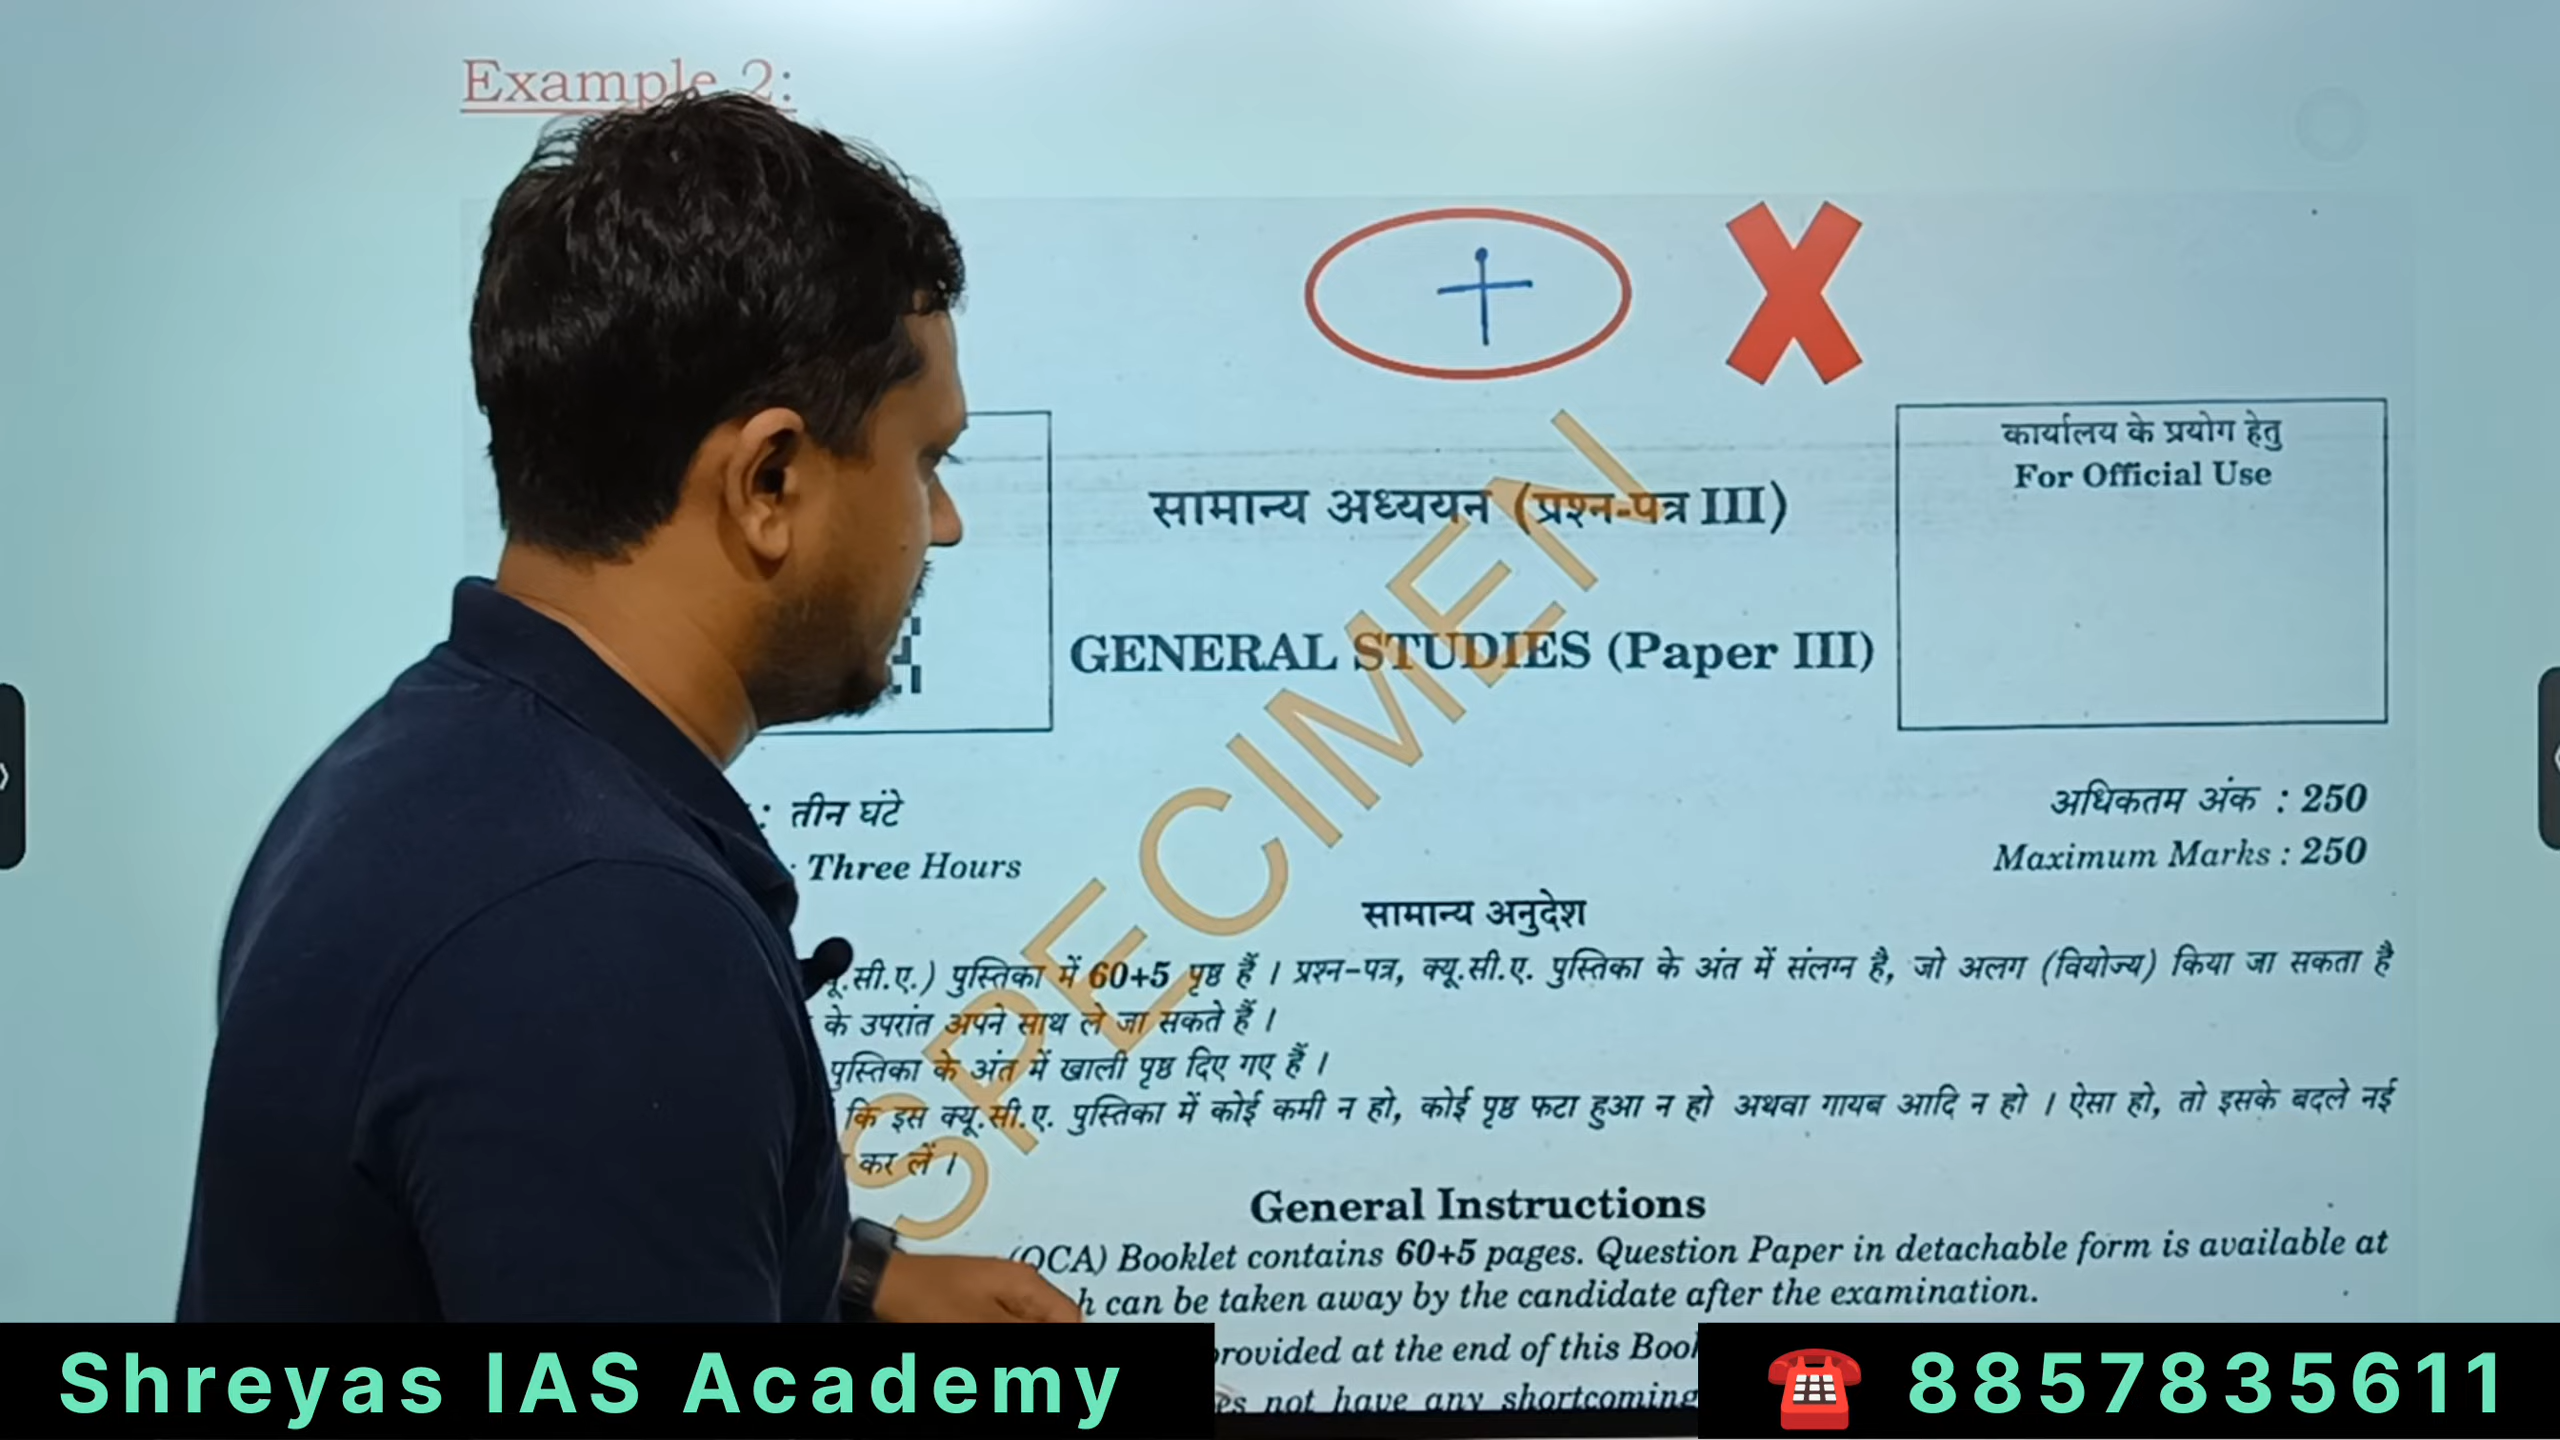 Example 2:
कार्यालय के प्रयोग हेतु
For Official Use
सामान्य अध्ययन (प्रश्न-पत्र III)
GENERAL STUDIES (Paper III)
SPECIMEN
: तीन घंटे
: Three Hours
अधिकतम अंक : 250
Maximum Marks : 250
सामान्य अनुदेश
यू.सी.ए.) पुस्तिका में 60+5 पृष्ठ हैं । प्रश्न-पत्र, क्यू.सी.ए. पुस्तिका के अंत में संलग्न है, जो अलग (वियोज्य) किया जा सकता है
के उपरांत अपने साथ ले जा सकते हैं ।
पुस्तिका के अंत में खाली पृष्ठ दिए गए हैं ।
कि इस क्यू.सी.ए. पुस्तिका में कोई कमी न हो, कोई पृष्ठ फटा हुआ न हो अथवा गायब आदि न हो । ऐसा हो, तो इसके बदले नई
कर लें ।
General Instructions
(QCA) Booklet contains 60+5 pages. Question Paper in detachable form is available at
can be taken away by the candidate after the examination.
provided at the end of this
not have any shortcoming
Shreyas IAS Academy
8857835611